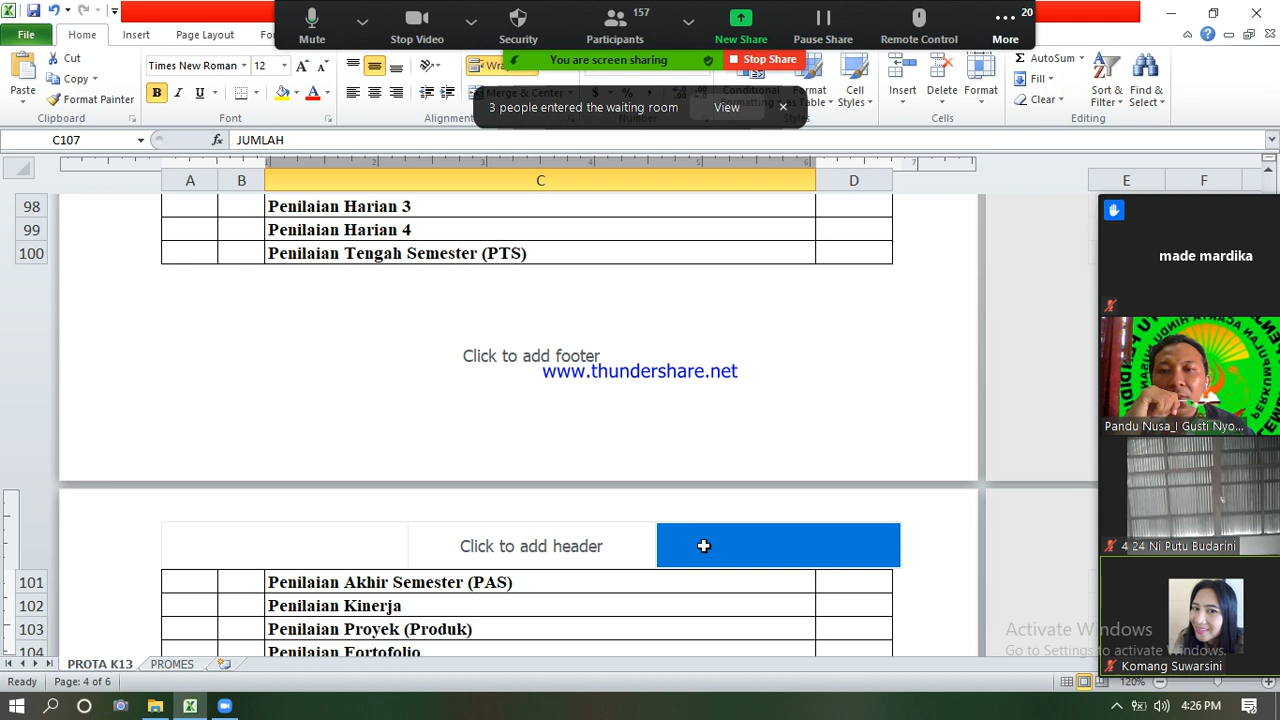 157
20
Mute
Stop Video
Security
Participants
New Share
Pause Share
Remote Control
More
You are screen sharing
Stop Share
3 people entered the waiting room
View
File
Home
Insert
Page Layout
Cut
Copy
Format Painter
Paste
Clipboard
Times New Roman
12
B I U
Font
Wrap
Merge & Center
Alignment
Number
Conditional
Formatting
Format
as Table
Cell
Styles
Styles
Insert
Delete
Format
Cells
AutoSum
Fill
Clear
Sort &
Filter
Find &
Select
Editing
C107
fx
JUMLAH
A B C D E F
98 Penilaian Harian 3
99 Penilaian Harian 4
100 Penilaian Tengah Semester (PTS)
Click to add footer
www.thundershare.net
Click to add header
101 Penilaian Akhir Semester (PAS)
102 Penilaian Kinerja
103 Penilaian Proyek (Produk)
104 Penilaian Fortofolio
made mardika
Pandu Nusa_I Gusti Nyo...
4 24 Ni Putu Budarini
Komang Suwarsini
Activate Windows
Go to Settings to activate Windows.
PROTA K13
PROMES
Ready
Page: 4 of 6
120%
4:26 PM